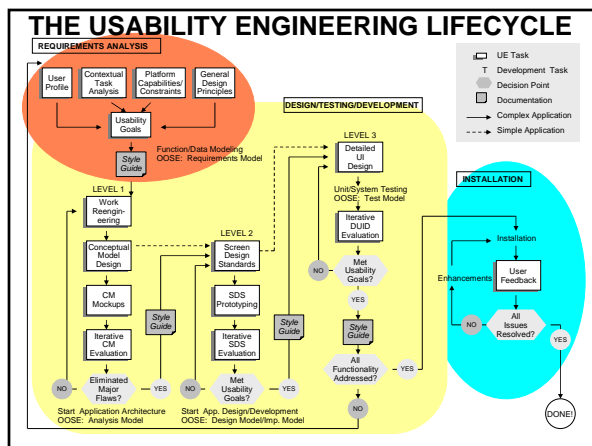 THE USABILITY ENGINEERING LIFECYCLE
REQUIREMENTS ANALYSIS
User
Profile
Contextual
Task
Analysis
Platform
Capabilities/
Constraints
General
Design
Principles
Usability
Goals
Style
Guide
Function/Data Modeling
OOSE: Requirements Model
UE Task
T Development Task
Decision Point
Documentation
Complex Application
Simple Application
DESIGN/TESTING/DEVELOPMENT
LEVEL 1
Work
Reengin-
eering
Conceptual
Model
Design
CM
Mockups
Iterative
CM
Evaluation
Eliminated
Major
Flaws?
NO
YES
Style
Guide
Start Application Architecture
OOSE: Analysis Model
LEVEL 2
Screen
Design
Standards
SDS
Prototyping
Iterative
SDS
Evaluation
Met
Usability
Goals?
NO
YES
Style
Guide
Start App. Design/Development
OOSE: Design Model/Imp. Model
LEVEL 3
Detailed
UI
Design
Unit/System Testing
OOSE: Test Model
Iterative
DUID
Evaluation
Met
Usability
Goals?
NO
YES
Style
Guide
All
Functionality
Addressed?
YES
NO
INSTALLATION
Installation
Enhancements
User
Feedback
All
Issues
Resolved?
NO
YES
DONE!